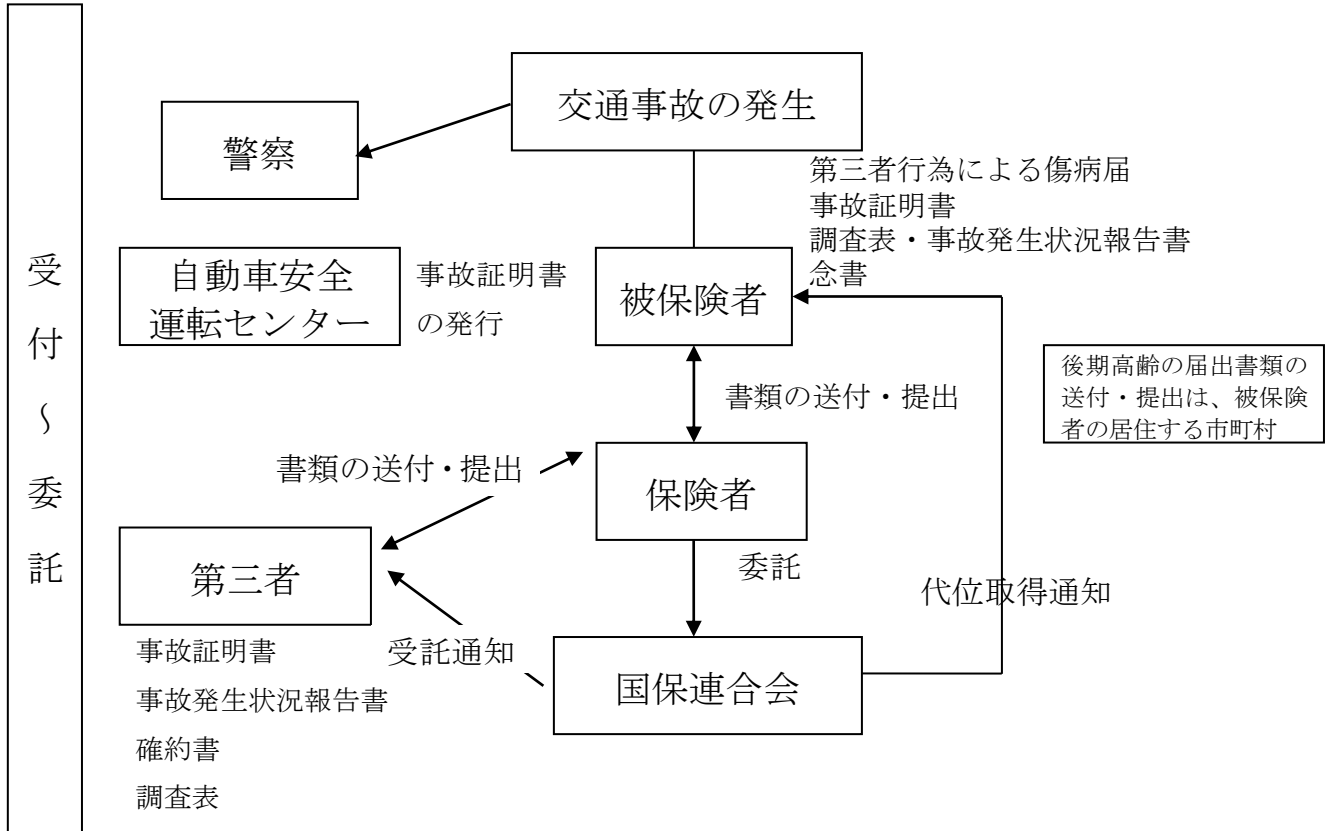 受付～委託
交通事故の発生
警察
第三者行為による傷病届
事故証明書
調査表・事故発生状況報告書
念書
自動車安全
運転センター
事故証明書
の発行
被保険者
後期高齢の届出書類の
送付・提出は、被保険
者の居住する市町村
書類の送付・提出
書類の送付・提出
保険者
第三者
委託
代位取得通知
事故証明書
事故発生状況報告書
確約書
調査表
受託通知
国保連合会